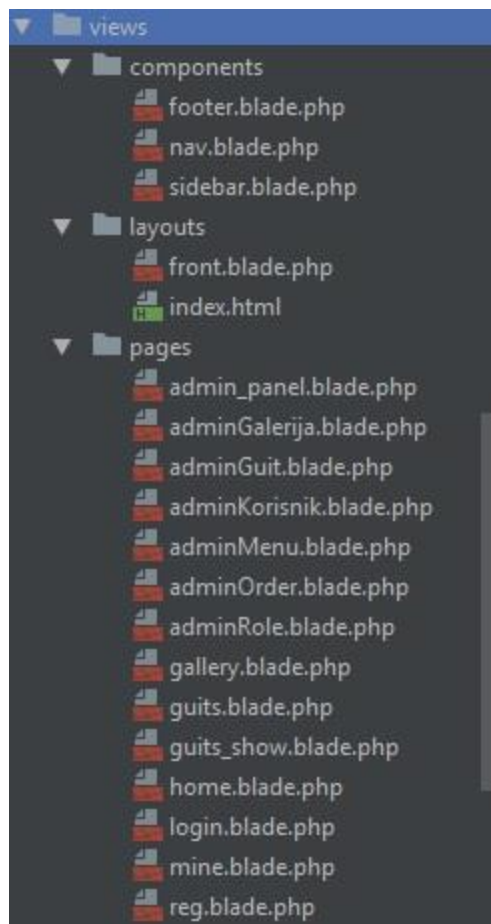 views
components
footer.blade.php
nav.blade.php
sidebar.blade.php
layouts
front.blade.php
index.html
pages
admin_panel.blade.php
adminGalerija.blade.php
adminGuit.blade.php
adminKorisnik.blade.php
adminMenu.blade.php
adminOrder.blade.php
adminRole.blade.php
gallery.blade.php
guits.blade.php
guits_show.blade.php
home.blade.php
login.blade.php
mine.blade.php
reg.blade.php